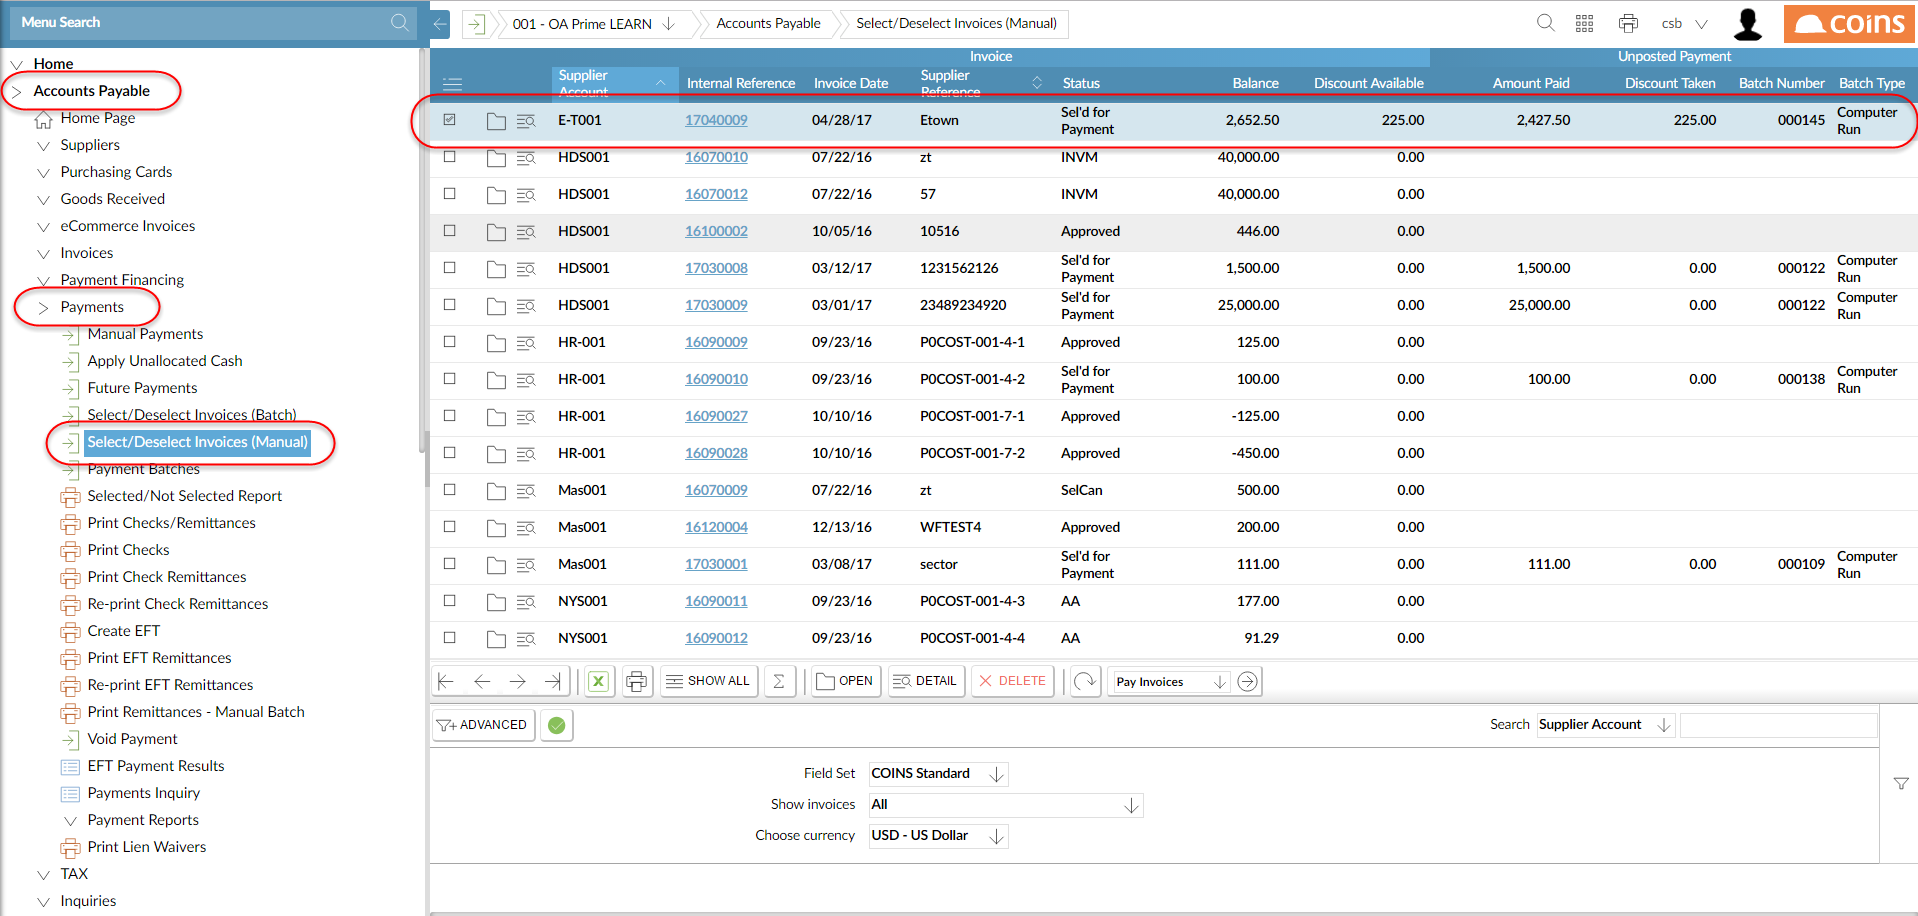 Menu Search
001 - OA Prime LEARN
Accounts Payable
Select/Deselect Invoices (Manual)
csb
coins
Home
Accounts Payable
Home Page
Suppliers
Purchasing Cards
Goods Received
eCommerce Invoices
Invoices
Payment Financing
Payments
Manual Payments
Apply Unallocated Cash
Future Payments
Select/Deselect Invoices (Batch)
Select/Deselect Invoices (Manual)
Payment Batches
Selected/Not Selected Report
Print Checks/Remittances
Print Checks
Print Check Remittances
Re-print Check Remittances
Create EFT
Print EFT Remittances
Re-print EFT Remittances
Print Remittances - Manual Batch
Void Payment
EFT Payment Results
Payments Inquiry
Payment Reports
Print Lien Waivers
TAX
Inquiries
Invoice Unposted Payment
Supplier Account Internal Reference Invoice Date Supplier Reference Status Balance Discount Available Amount Paid Discount Taken Batch Number Batch Type
E-T001 17040009 04/28/17 Etown Sel'd for Payment 2,652.50 225.00 2,427.50 225.00 000145 Computer Run
HDS001 16070010 07/22/16 zt INVM 40,000.00 0.00
HDS001 16070012 07/22/16 57 INVM 40,000.00 0.00
HDS001 16100002 10/05/16 10516 Approved 446.00 0.00
HDS001 17030008 03/12/17 1231562126 Sel'd for Payment 1,500.00 0.00 1,500.00 0.00 000122 Computer Run
HDS001 17030009 03/01/17 23489234920 Sel'd for Payment 25,000.00 0.00 25,000.00 0.00 000122 Computer Run
HR-001 16090009 09/23/16 P0COST-001-4-1 Approved 125.00 0.00
HR-001 16090010 09/23/16 P0COST-001-4-2 Sel'd for Payment 100.00 0.00 100.00 0.00 000138 Computer Run
HR-001 16090027 10/10/16 P0COST-001-7-1 Approved -125.00 0.00
HR-001 16090028 10/10/16 P0COST-001-7-2 Approved -450.00 0.00
Mas001 16070009 07/22/16 zt SelCan 500.00 0.00
Mas001 16120004 12/13/16 WFTEST4 Approved 200.00 0.00
Mas001 17030001 03/08/17 sector Sel'd for Payment 111.00 0.00 111.00 0.00 000109 Computer Run
NYS001 16090011 09/23/16 P0COST-001-4-3 AA 177.00 0.00
NYS001 16090012 09/23/16 P0COST-001-4-4 AA 91.29 0.00
SHOW ALL Σ OPEN DETAIL DELETE Pay Invoices
ADVANCED Search Supplier Account
Field Set COINS Standard
Show invoices All
Choose currency USD - US Dollar